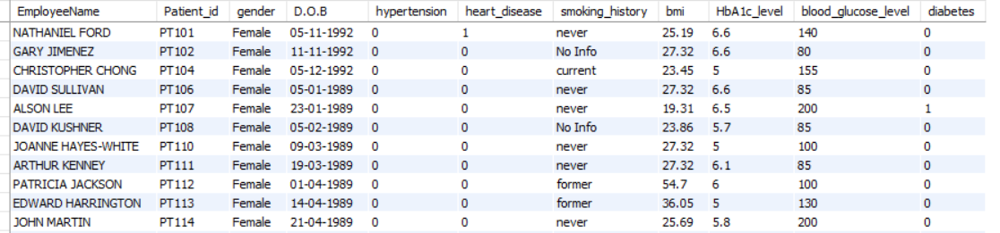 EmployeeName Patient_id gender D.O.B hypertension heart_disease smoking_history bmi HbA1c_level blood_glucose_level diabetes
NATHANIEL FORD PT101 Female 05-11-1992 0 1 never 25.19 6.6 140 0
GARY JIMENEZ PT102 Female 11-11-1992 0 0 No Info 27.32 6.6 80 0
CHRISTOPHER CHONG PT104 Female 05-12-1992 0 0 current 23.45 5 155 0
DAVID SULLIVAN PT106 Female 05-01-1989 0 0 never 27.32 6.6 85 0
ALSON LEE PT107 Female 23-01-1989 0 0 never 19.31 6.5 200 1
DAVID KUSHNER PT108 Female 05-02-1989 0 0 No Info 23.86 5.7 85 0
JOANNE HAYES-WHITE PT110 Female 09-03-1989 0 0 never 27.32 5 100 0
ARTHUR KENNEY PT111 Female 19-03-1989 0 0 never 27.32 6.1 85 0
PATRICIA JACKSON PT112 Female 01-04-1989 0 0 former 54.7 6 100 0
EDWARD HARRINGTON PT113 Female 14-04-1989 0 0 former 36.05 5 130 0
JOHN MARTIN PT114 Female 21-04-1989 0 0 never 25.69 5.8 200 0